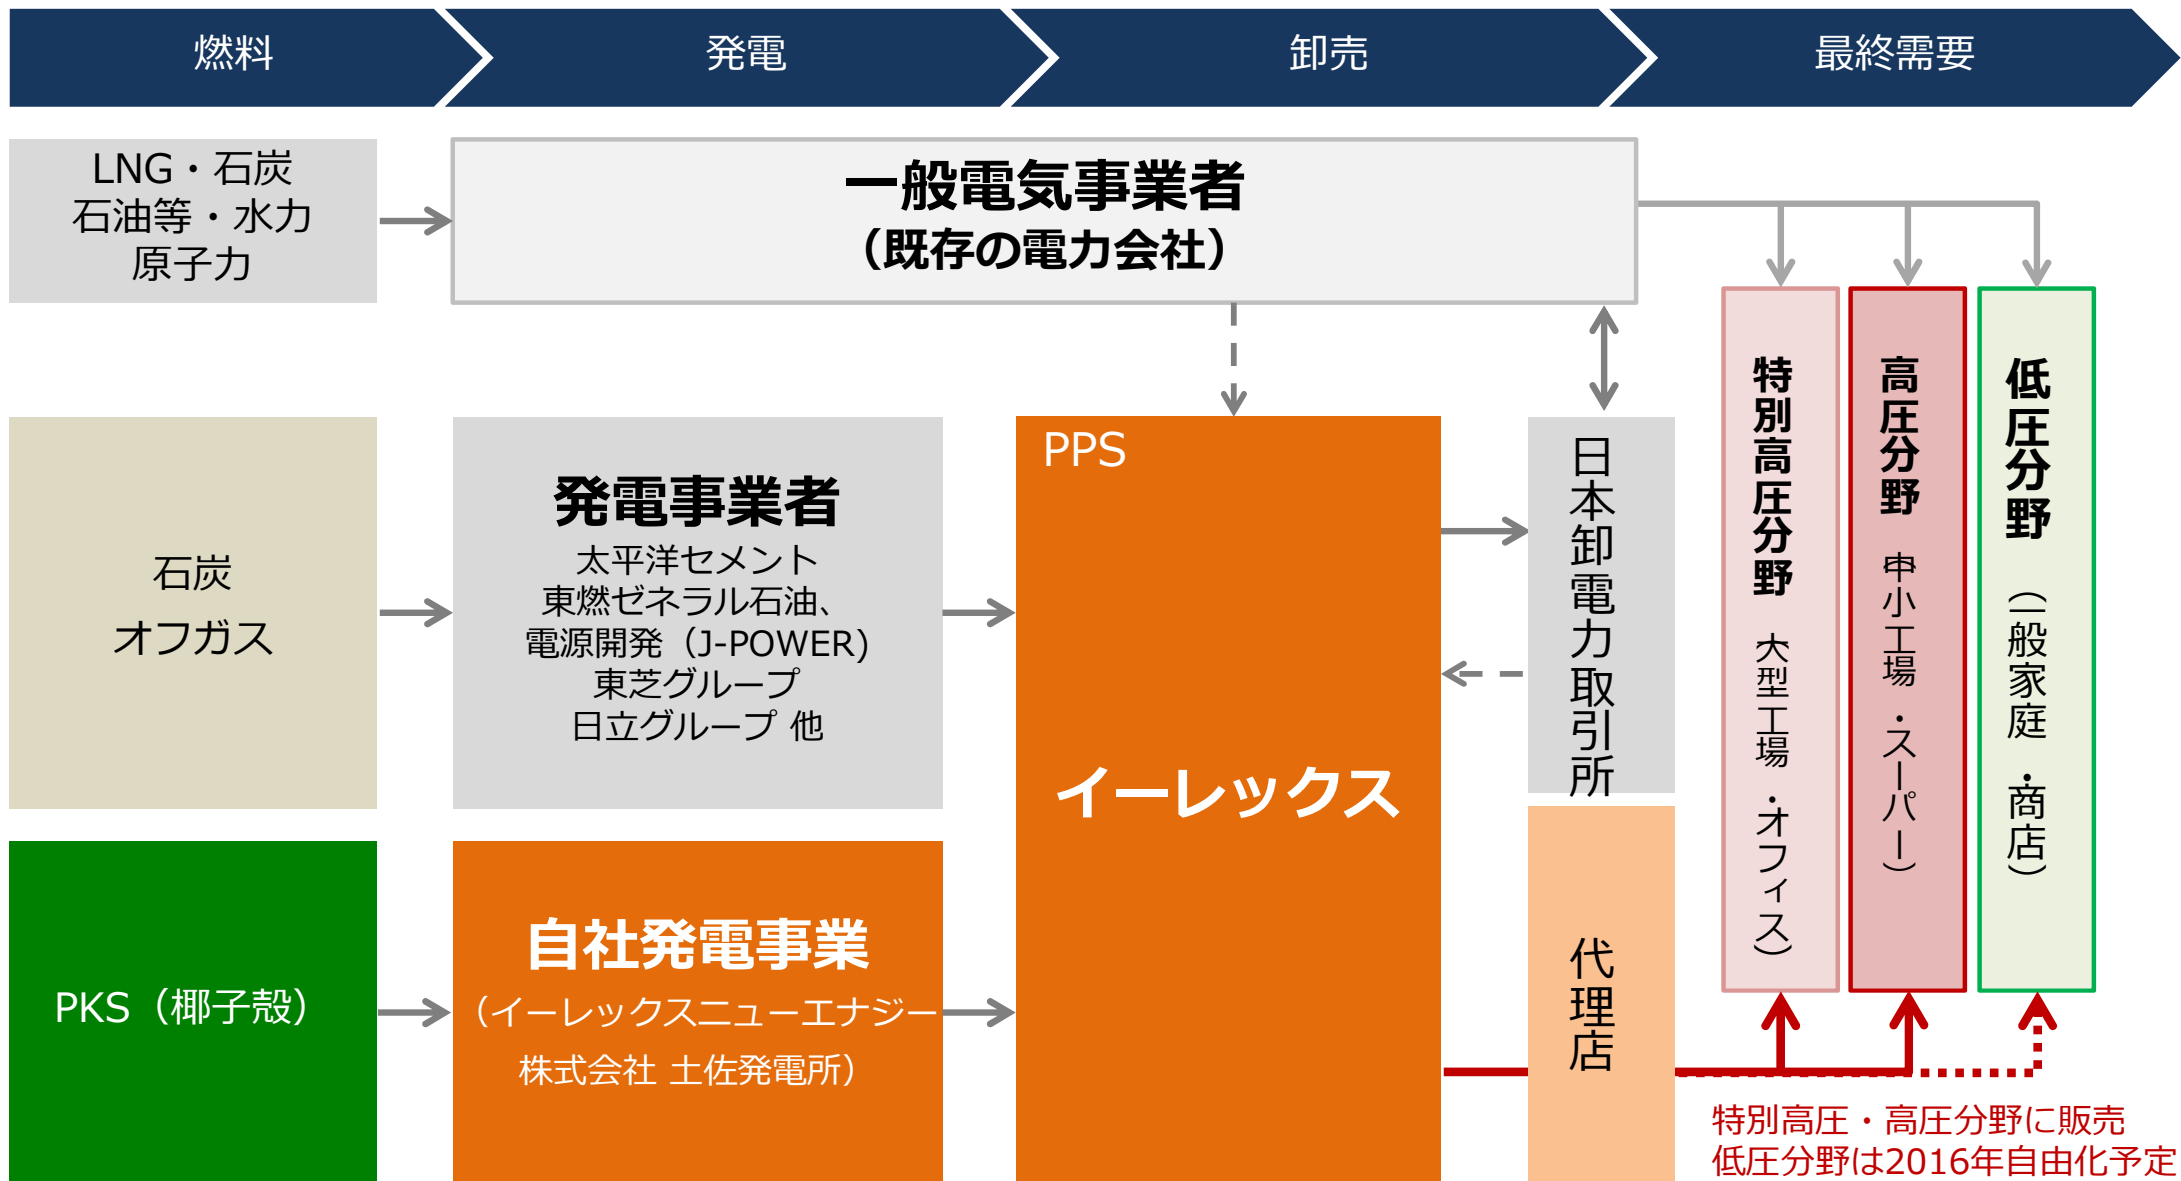 燃料
発電
卸売
最終需要
LNG・石炭
石油等・水力
原子力
一般電気事業者
（既存の電力会社）
石炭
オフガス
発電事業者
太平洋セメント
東燃ゼネラル石油、
電源開発（J-POWER)
東芝グループ
日立グループ 他
PPS
イーレックス
日本卸電力取引所
特別高圧分野（大型工場・オフィス）
高圧分野（中小工場・スーパー）
低圧分野（一般家庭・商店）
PKS（椰子殻）
自社発電事業
（イーレックスニューエナジー
株式会社 土佐発電所）
代理店
特別高圧・高圧分野に販売
低圧分野は2016年自由化予定